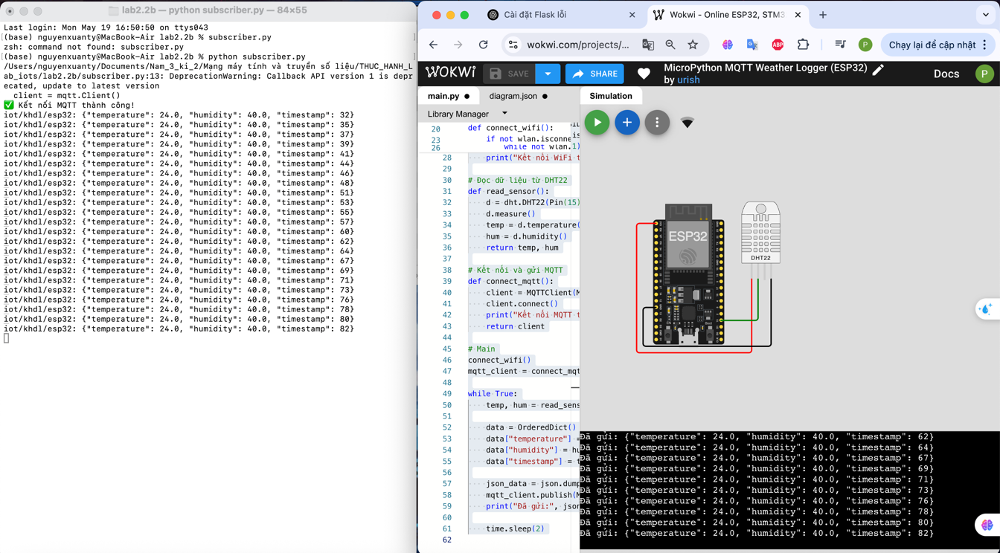 lab2.2b — python subscriber.py — 84×55
Last login: Mon May 19 16:50:50 on ttys043
(base) nguyenxuanty@MacBook-Air lab2.2b % subscriber.py
zsh: command not found: subscriber.py
(base) nguyenxuanty@MacBook-Air lab2.2b % python subscriber.py
/Users/nguyenxuanty/Documents/Nam_3_ki_2/Mạng máy tính và truyền số liệu/THUC_HANH_L
ab_iots/lab2.2b/subscriber.py:13: DeprecationWarning: Callback API version 1 is depr
ecated, update to latest version
client = mqtt.Client()
✅ Kết nối MQTT thành công!
iot/khdl/esp32: {"temperature": 24.0, "humidity": 40.0, "timestamp": 32}
iot/khdl/esp32: {"temperature": 24.0, "humidity": 40.0, "timestamp": 35}
iot/khdl/esp32: {"temperature": 24.0, "humidity": 40.0, "timestamp": 37}
iot/khdl/esp32: {"temperature": 24.0, "humidity": 40.0, "timestamp": 39}
iot/khdl/esp32: {"temperature": 24.0, "humidity": 40.0, "timestamp": 41}
iot/khdl/esp32: {"temperature": 24.0, "humidity": 40.0, "timestamp": 44}
iot/khdl/esp32: {"temperature": 24.0, "humidity": 40.0, "timestamp": 46}
iot/khdl/esp32: {"temperature": 24.0, "humidity": 40.0, "timestamp": 48}
iot/khdl/esp32: {"temperature": 24.0, "humidity": 40.0, "timestamp": 51}
iot/khdl/esp32: {"temperature": 24.0, "humidity": 40.0, "timestamp": 53}
iot/khdl/esp32: {"temperature": 24.0, "humidity": 40.0, "timestamp": 55}
iot/khdl/esp32: {"temperature": 24.0, "humidity": 40.0, "timestamp": 57}
iot/khdl/esp32: {"temperature": 24.0, "humidity": 40.0, "timestamp": 60}
iot/khdl/esp32: {"temperature": 24.0, "humidity": 40.0, "timestamp": 62}
iot/khdl/esp32: {"temperature": 24.0, "humidity": 40.0, "timestamp": 64}
iot/khdl/esp32: {"temperature": 24.0, "humidity": 40.0, "timestamp": 67}
iot/khdl/esp32: {"temperature": 24.0, "humidity": 40.0, "timestamp": 69}
iot/khdl/esp32: {"temperature": 24.0, "humidity": 40.0, "timestamp": 71}
iot/khdl/esp32: {"temperature": 24.0, "humidity": 40.0, "timestamp": 73}
iot/khdl/esp32: {"temperature": 24.0, "humidity": 40.0, "timestamp": 76}
iot/khdl/esp32: {"temperature": 24.0, "humidity": 40.0, "timestamp": 78}
iot/khdl/esp32: {"temperature": 24.0, "humidity": 40.0, "timestamp": 80}
iot/khdl/esp32: {"temperature": 24.0, "humidity": 40.0, "timestamp": 82}
Cài đặt Flask lỗi
Wokwi - Online ESP32, STM3
wokwi.com/projects/...
ABP
P
Chạy lại để cập nhật
WOKWI
SAVE
SHARE
MicroPython MQTT Weather Logger (ESP32)
by urish
Docs
P
main.py
diagram.json
Simulation
Library Manager
20 def connect_wifi():
23 if not wlan.isconne
26 while not wlan.
28 print("Kết nối WiFi t
29
30 # Đọc dữ liệu từ DHT22
31 def read_sensor():
32 d = dht.DHT22(Pin(15)
33 d.measure()
34 temp = d.temperature(
35 hum = d.humidity()
36 return temp, hum
37
38 # Kết nối và gửi MQTT
39 def connect_mqtt():
40 client = MQTTClient(M
41 client.connect()
42 print("Kết nối MQTT t
43 return client
44
45 # Main
46 connect_wifi()
47 mqtt_client = connect_mqt
48
49 while True:
50 temp, hum = read_sens
51
52 data = OrderedDict()
53 data["temperature"] =
54 data["humidity"] = hu
55 data["timestamp"] = t
56
57 json_data = json.dump
58 mqtt_client.publish(M
59 print("Đã gửi:", json
60
61 time.sleep(2)
62
ESP32
DHT22
Đã gửi: {"temperature": 24.0, "humidity": 40.0, "timestamp": 62}
Đã gửi: {"temperature": 24.0, "humidity": 40.0, "timestamp": 64}
Đã gửi: {"temperature": 24.0, "humidity": 40.0, "timestamp": 67}
Đã gửi: {"temperature": 24.0, "humidity": 40.0, "timestamp": 69}
Đã gửi: {"temperature": 24.0, "humidity": 40.0, "timestamp": 71}
Đã gửi: {"temperature": 24.0, "humidity": 40.0, "timestamp": 73}
Đã gửi: {"temperature": 24.0, "humidity": 40.0, "timestamp": 76}
Đã gửi: {"temperature": 24.0, "humidity": 40.0, "timestamp": 78}
Đã gửi: {"temperature": 24.0, "humidity": 40.0, "timestamp": 80}
Đã gửi: {"temperature": 24.0, "humidity": 40.0, "timestamp": 82}